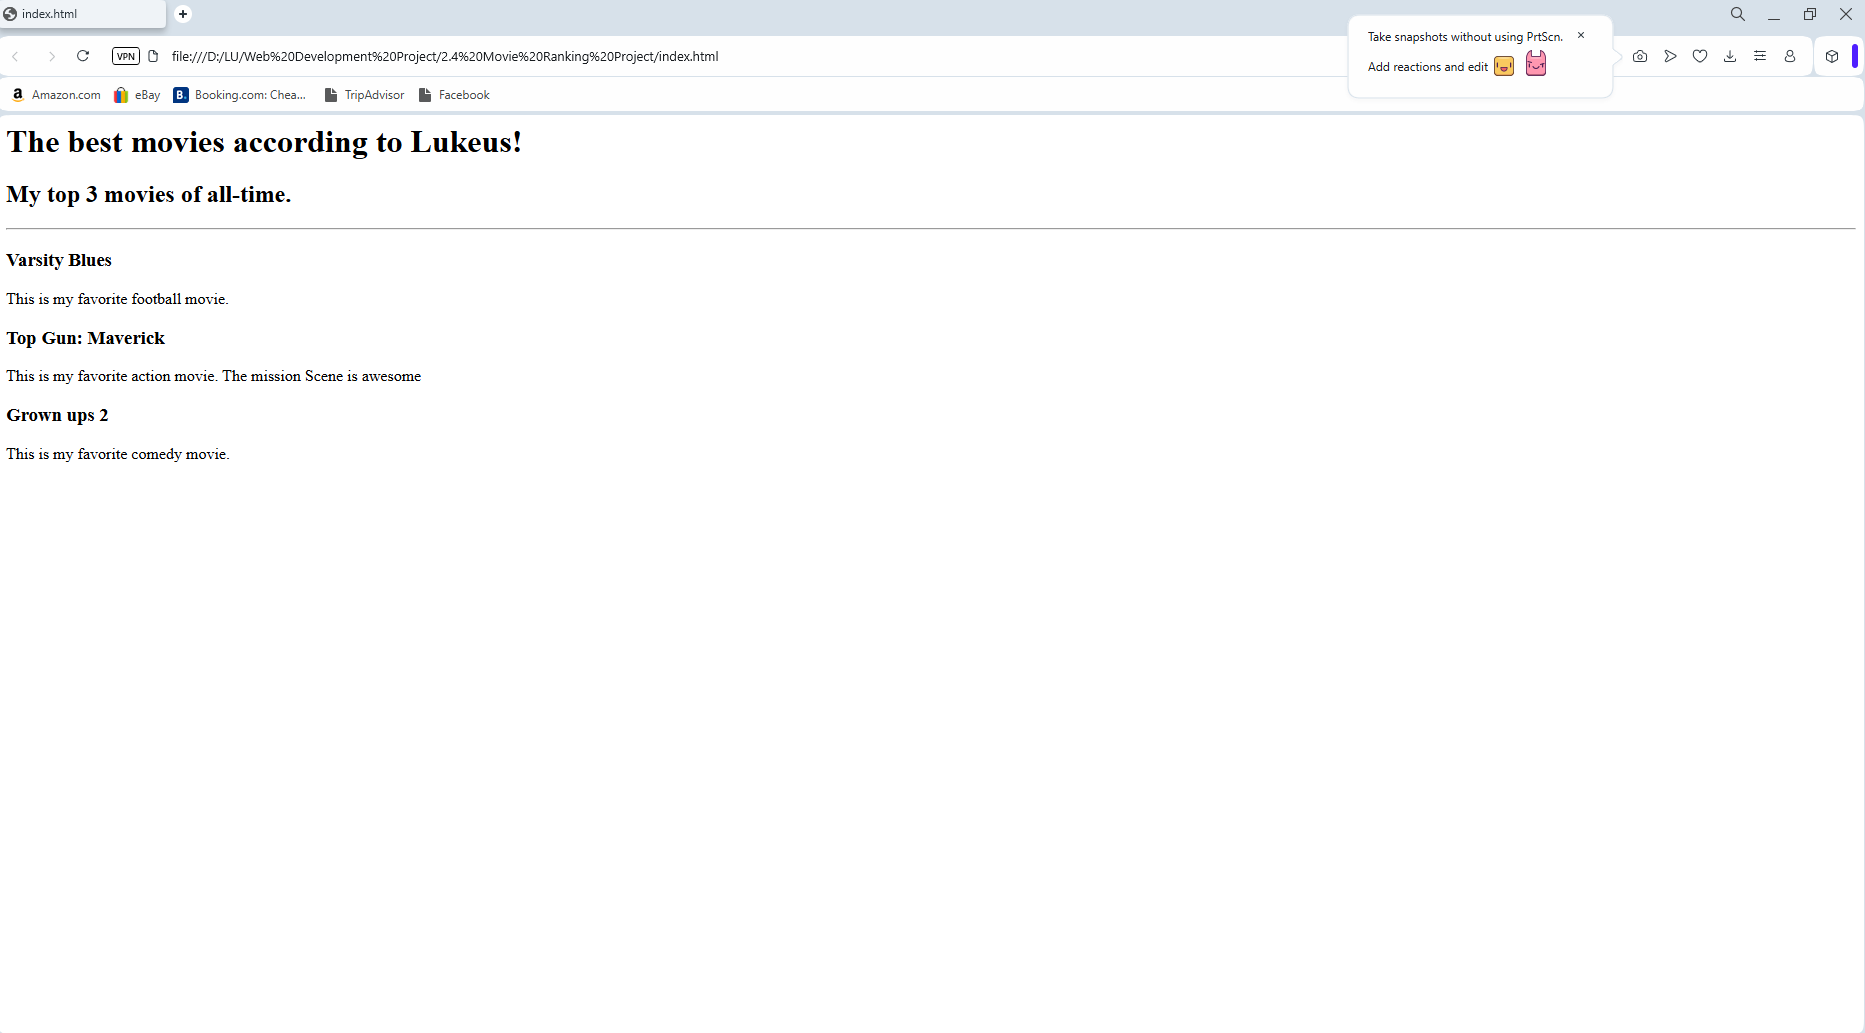 index.html
VPN
file:///D:/LU/Web%20Development%20Project/2.4%20Movie%20Ranking%20Project/index.html
Take snapshots without using PrtScn.
Add reactions and edit
Amazon.com eBay Booking.com: Chea... TripAdvisor Facebook
The best movies according to Lukeus!
My top 3 movies of all-time.
Varsity Blues
This is my favorite football movie.
Top Gun: Maverick
This is my favorite action movie. The mission Scene is awesome
Grown ups 2
This is my favorite comedy movie.